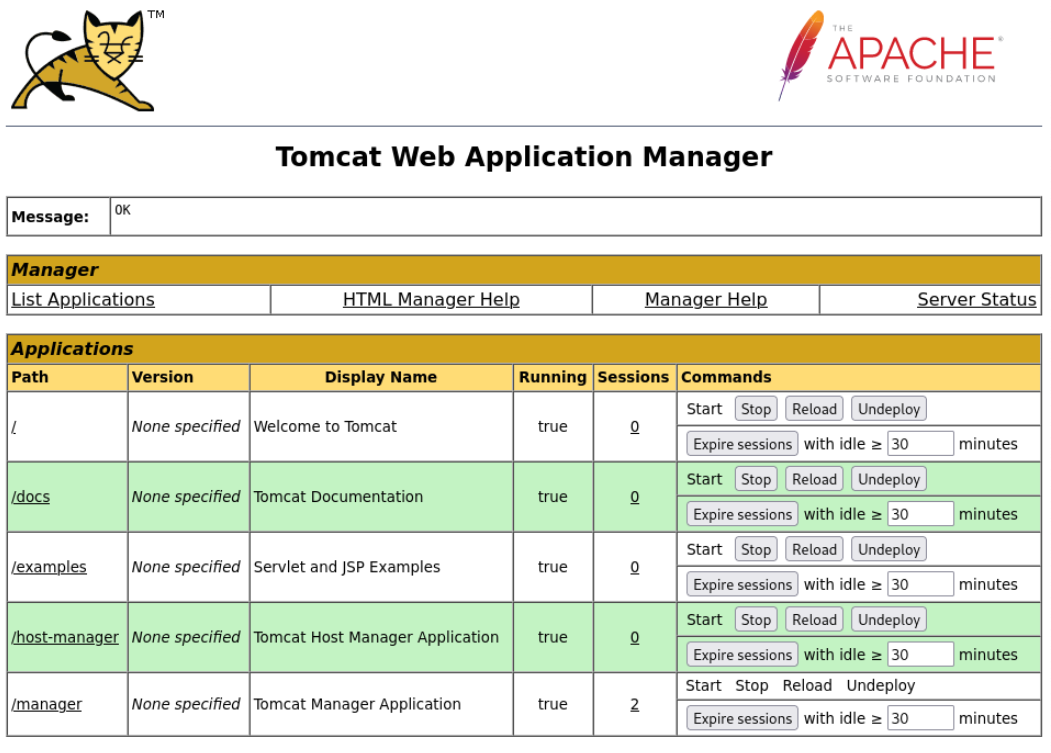 TM
THE
APACHE®
SOFTWARE FOUNDATION
Tomcat Web Application Manager
Message: OK
Manager
List Applications HTML Manager Help Manager Help Server Status
Applications
Path Version Display Name Running Sessions Commands
/ None specified Welcome to Tomcat true 0 Start Stop Reload Undeploy
Expire sessions with idle ≥ 30 minutes
/docs None specified Tomcat Documentation true 0 Start Stop Reload Undeploy
Expire sessions with idle ≥ 30 minutes
/examples None specified Servlet and JSP Examples true 0 Start Stop Reload Undeploy
Expire sessions with idle ≥ 30 minutes
/host-manager None specified Tomcat Host Manager Application true 0 Start Stop Reload Undeploy
Expire sessions with idle ≥ 30 minutes
/manager None specified Tomcat Manager Application true 2 Start Stop Reload Undeploy
Expire sessions with idle ≥ 30 minutes